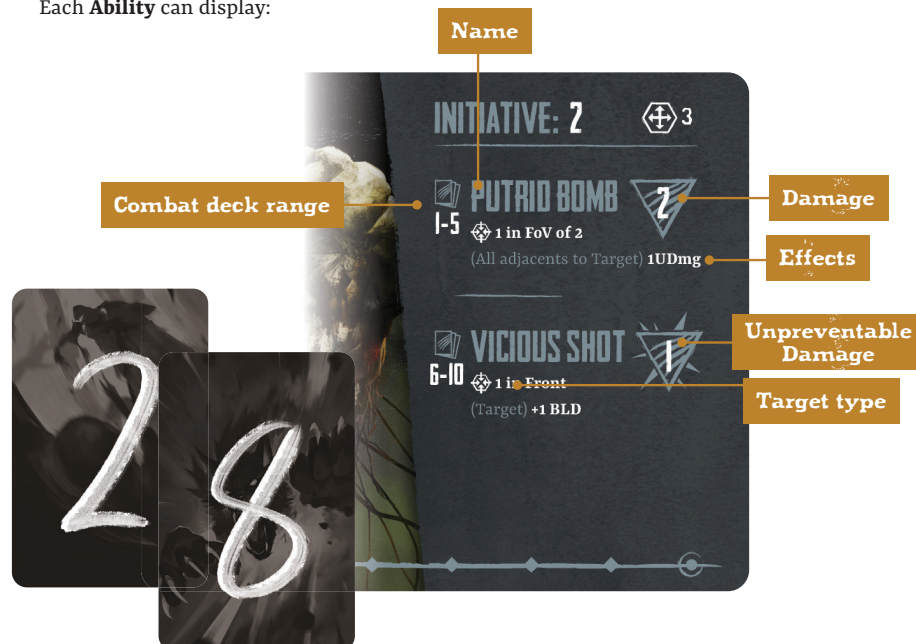 Each Ability can display:
Name
INITIATIVE: 2 3
Combat deck range
PUTRID BOMB 2
Damage
1-5
1 in FoV of 2
(All adjacents to Target) 1UDmg
Effects
VICIOUS SHOT 1
Unpreventable
Damage
6-10
1 in Front
Target type
(Target) +1 BLD
2
8